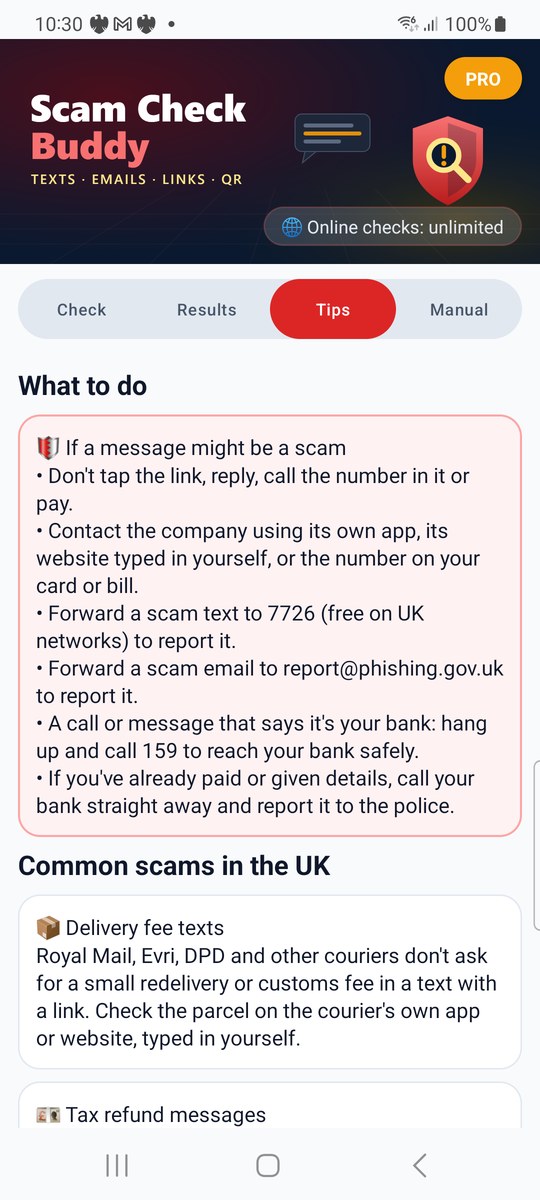 10:30
100%
PRO
Scam Check
Buddy
TEXTS · EMAILS · LINKS · QR
Online checks: unlimited
Check
Results
Tips
Manual
What to do
If a message might be a scam
• Don't tap the link, reply, call the number in it or
pay.
• Contact the company using its own app, its
website typed in yourself, or the number on your
card or bill.
• Forward a scam text to 7726 (free on UK
networks) to report it.
• Forward a scam email to report@phishing.gov.uk
to report it.
• A call or message that says it's your bank: hang
up and call 159 to reach your bank safely.
• If you've already paid or given details, call your
bank straight away and report it to the police.
Common scams in the UK
Delivery fee texts
Royal Mail, Evri, DPD and other couriers don't ask
for a small redelivery or customs fee in a text with
a link. Check the parcel on the courier's own app
or website, typed in yourself.
Tax refund messages